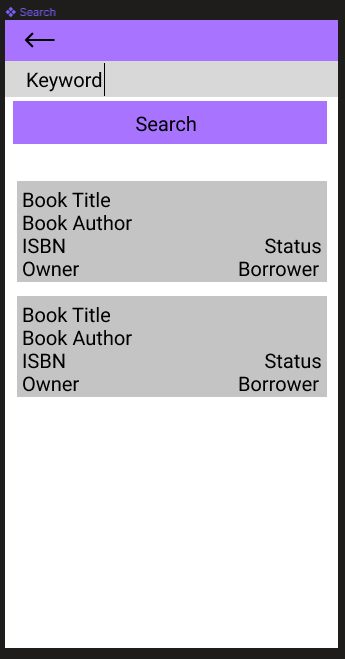 Search
Keyword
Search
Book Title
Book Author
ISBN Status
Owner Borrower
Book Title
Book Author
ISBN Status
Owner Borrower